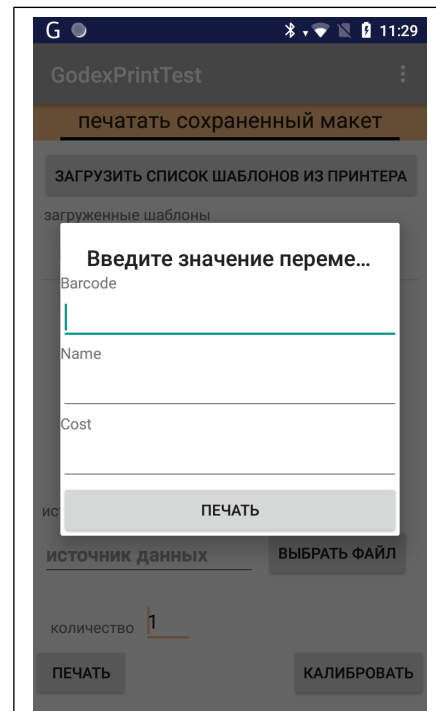 G 11:29
GodexPrintTest
печатать сохраненный макет
ЗАГРУЗИТЬ СПИСОК ШАБЛОНОВ ИЗ ПРИНТЕРА
загруженные шаблоны
Введите значение переме...
Barcode
Name
Cost
ПЕЧАТЬ
ис
источник данных ВЫБРАТЬ ФАЙЛ
количество 1
ПЕЧАТЬ КАЛИБРОВАТЬ